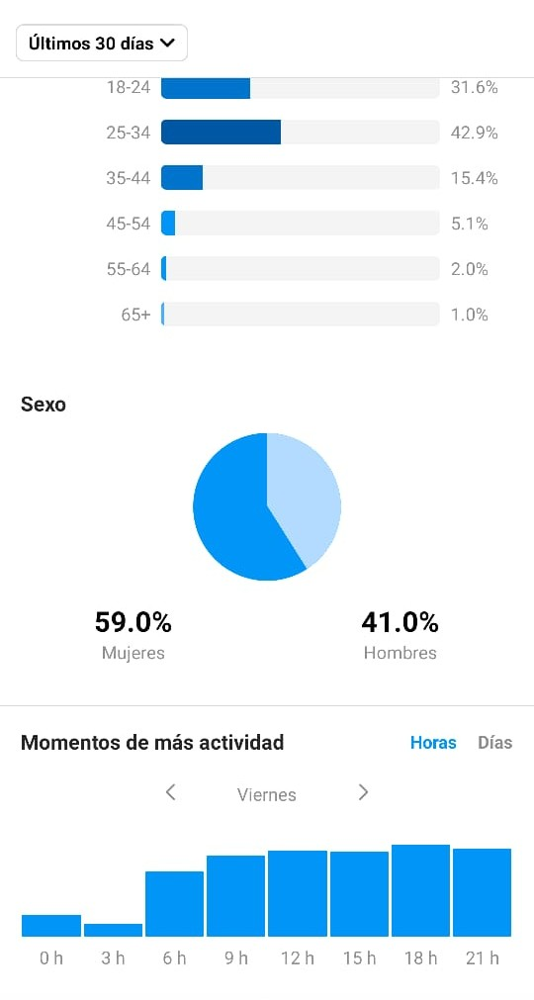 Últimos 30 días
18-24 31.6%
25-34 42.9%
35-44 15.4%
45-54 5.1%
55-64 2.0%
65+ 1.0%
Sexo
59.0% 41.0%
Mujeres Hombres
Momentos de más actividad Horas Días
Viernes
0 h 3 h 6 h 9 h 12 h 15 h 18 h 21 h